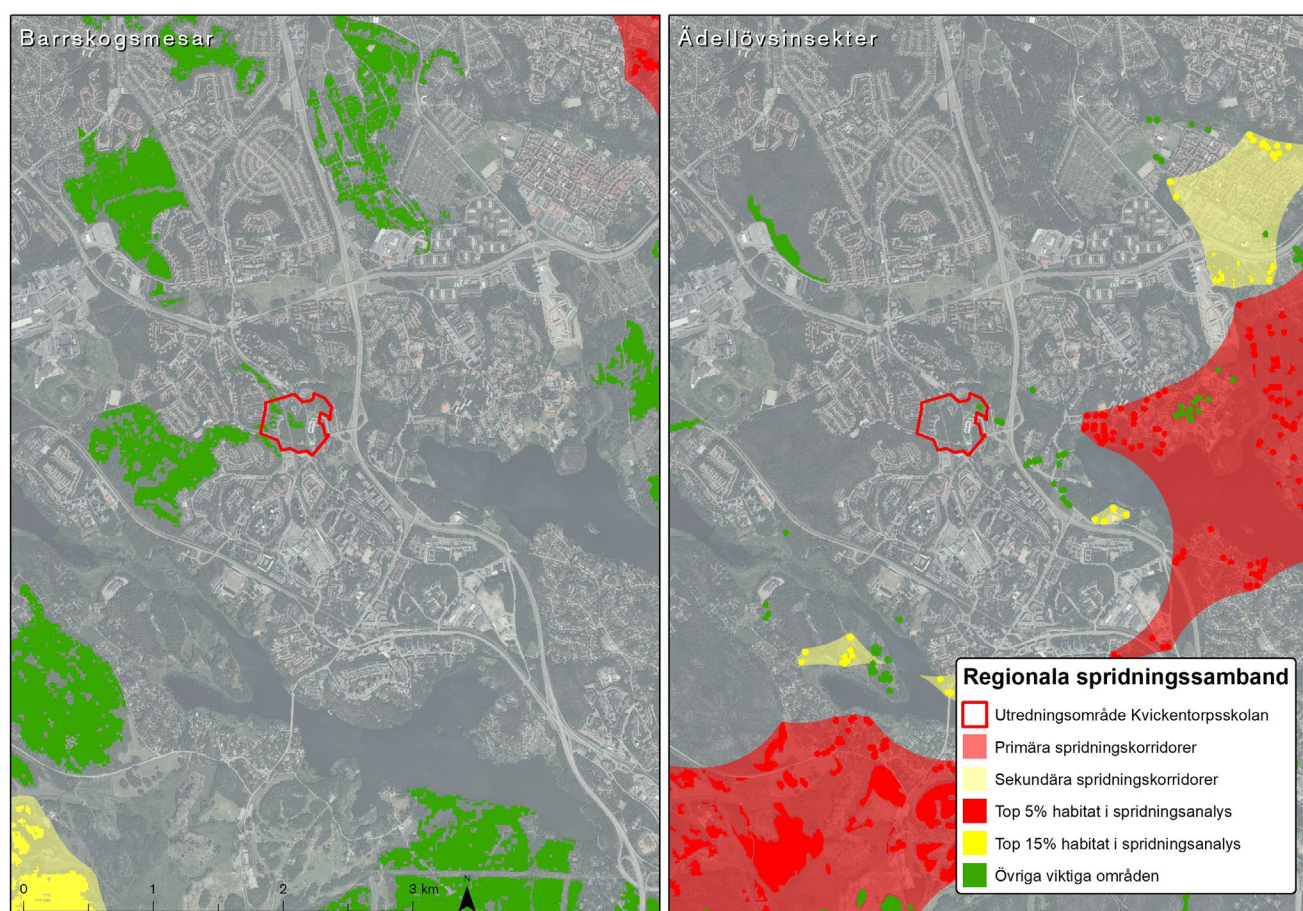 Barrskogsmesar
Ädellövsinsekter
Regionala spridningssamband
Utredningsområde Kvickentorpsskolan
Primära spridningskorridorer
Sekundära spridningskorridorer
Top 5% habitat i spridningsanalys
Top 15% habitat i spridningsanalys
Övriga viktiga områden
0 1 2 3 km
N